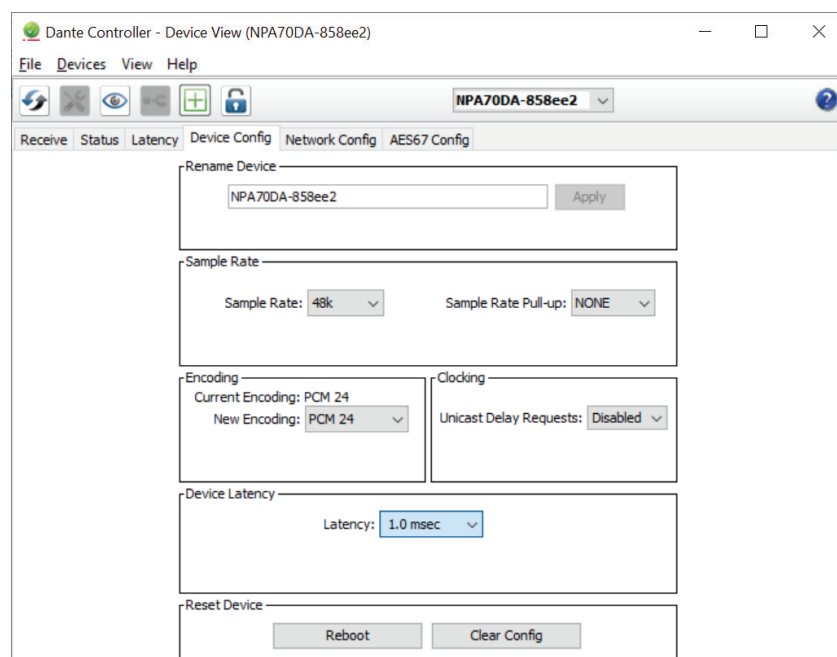 Dante Controller - Device View (NPA70DA-858ee2)
File Devices View Help
NPA70DA-858ee2
?
Receive Status Latency Device Config Network Config AES67 Config
Rename Device
NPA70DA-858ee2 Apply
Sample Rate
Sample Rate: 48k Sample Rate Pull-up: NONE
Encoding Clocking
Current Encoding: PCM 24
New Encoding: PCM 24 Unicast Delay Requests: Disabled
Device Latency
Latency: 1.0 msec
Reset Device
Reboot Clear Config